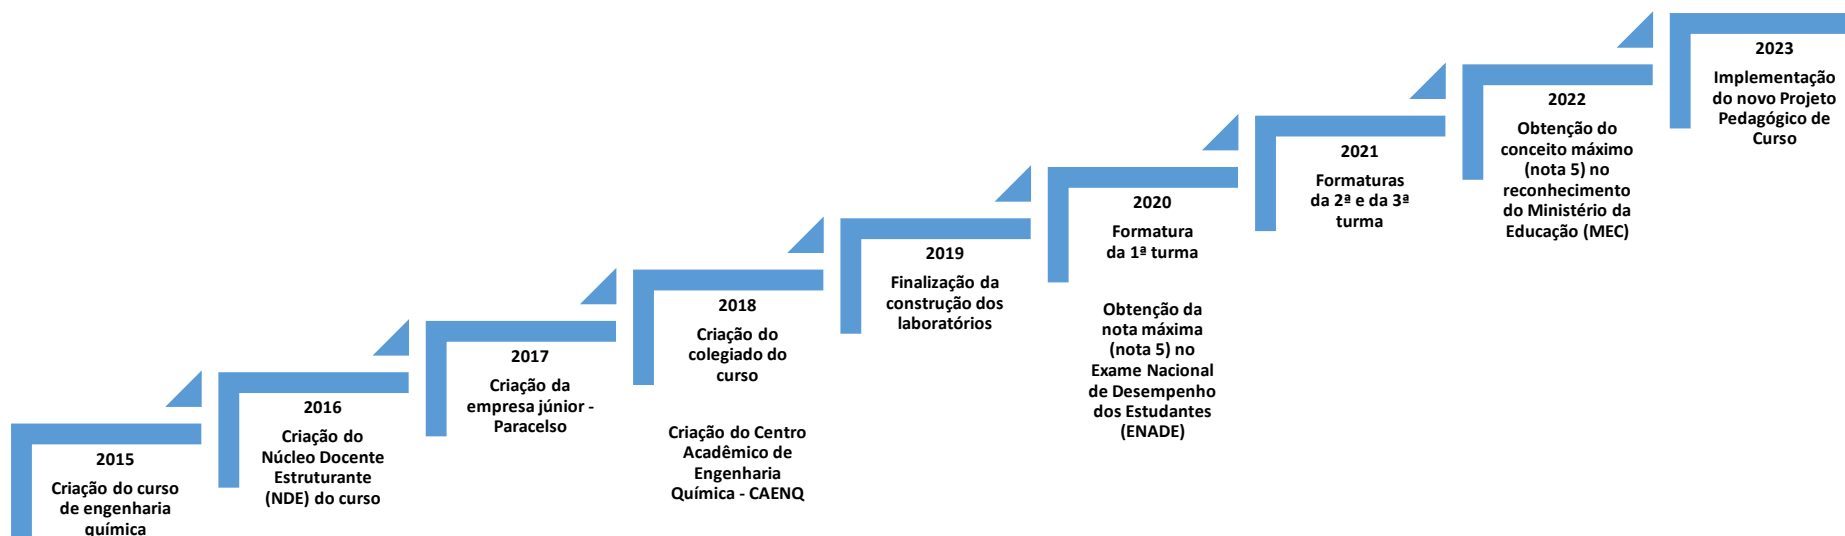 2015
Criação do curso
de engenharia
química
2016
Criação do
Núcleo Docente
Estruturante
(NDE) do curso
2017
Criação da
empresa júnior -
Paracelso
2018
Criação do
colegiado do
curso
Criação do Centro
Acadêmico de
Engenharia
Química - CAENQ
2019
Finalização da
construção dos
laboratórios
2020
Formatura
da 1ª turma
Obtenção da
nota máxima
(nota 5) no
Exame Nacional
de Desempenho
dos Estudantes
(ENADE)
2021
Formaturas
da 2ª e da 3ª
turma
2022
Obtenção do
conceito máximo
(nota 5) no
reconhecimento
do Ministério da
Educação (MEC)
2023
Implementação
do novo Projeto
Pedagógico de
Curso